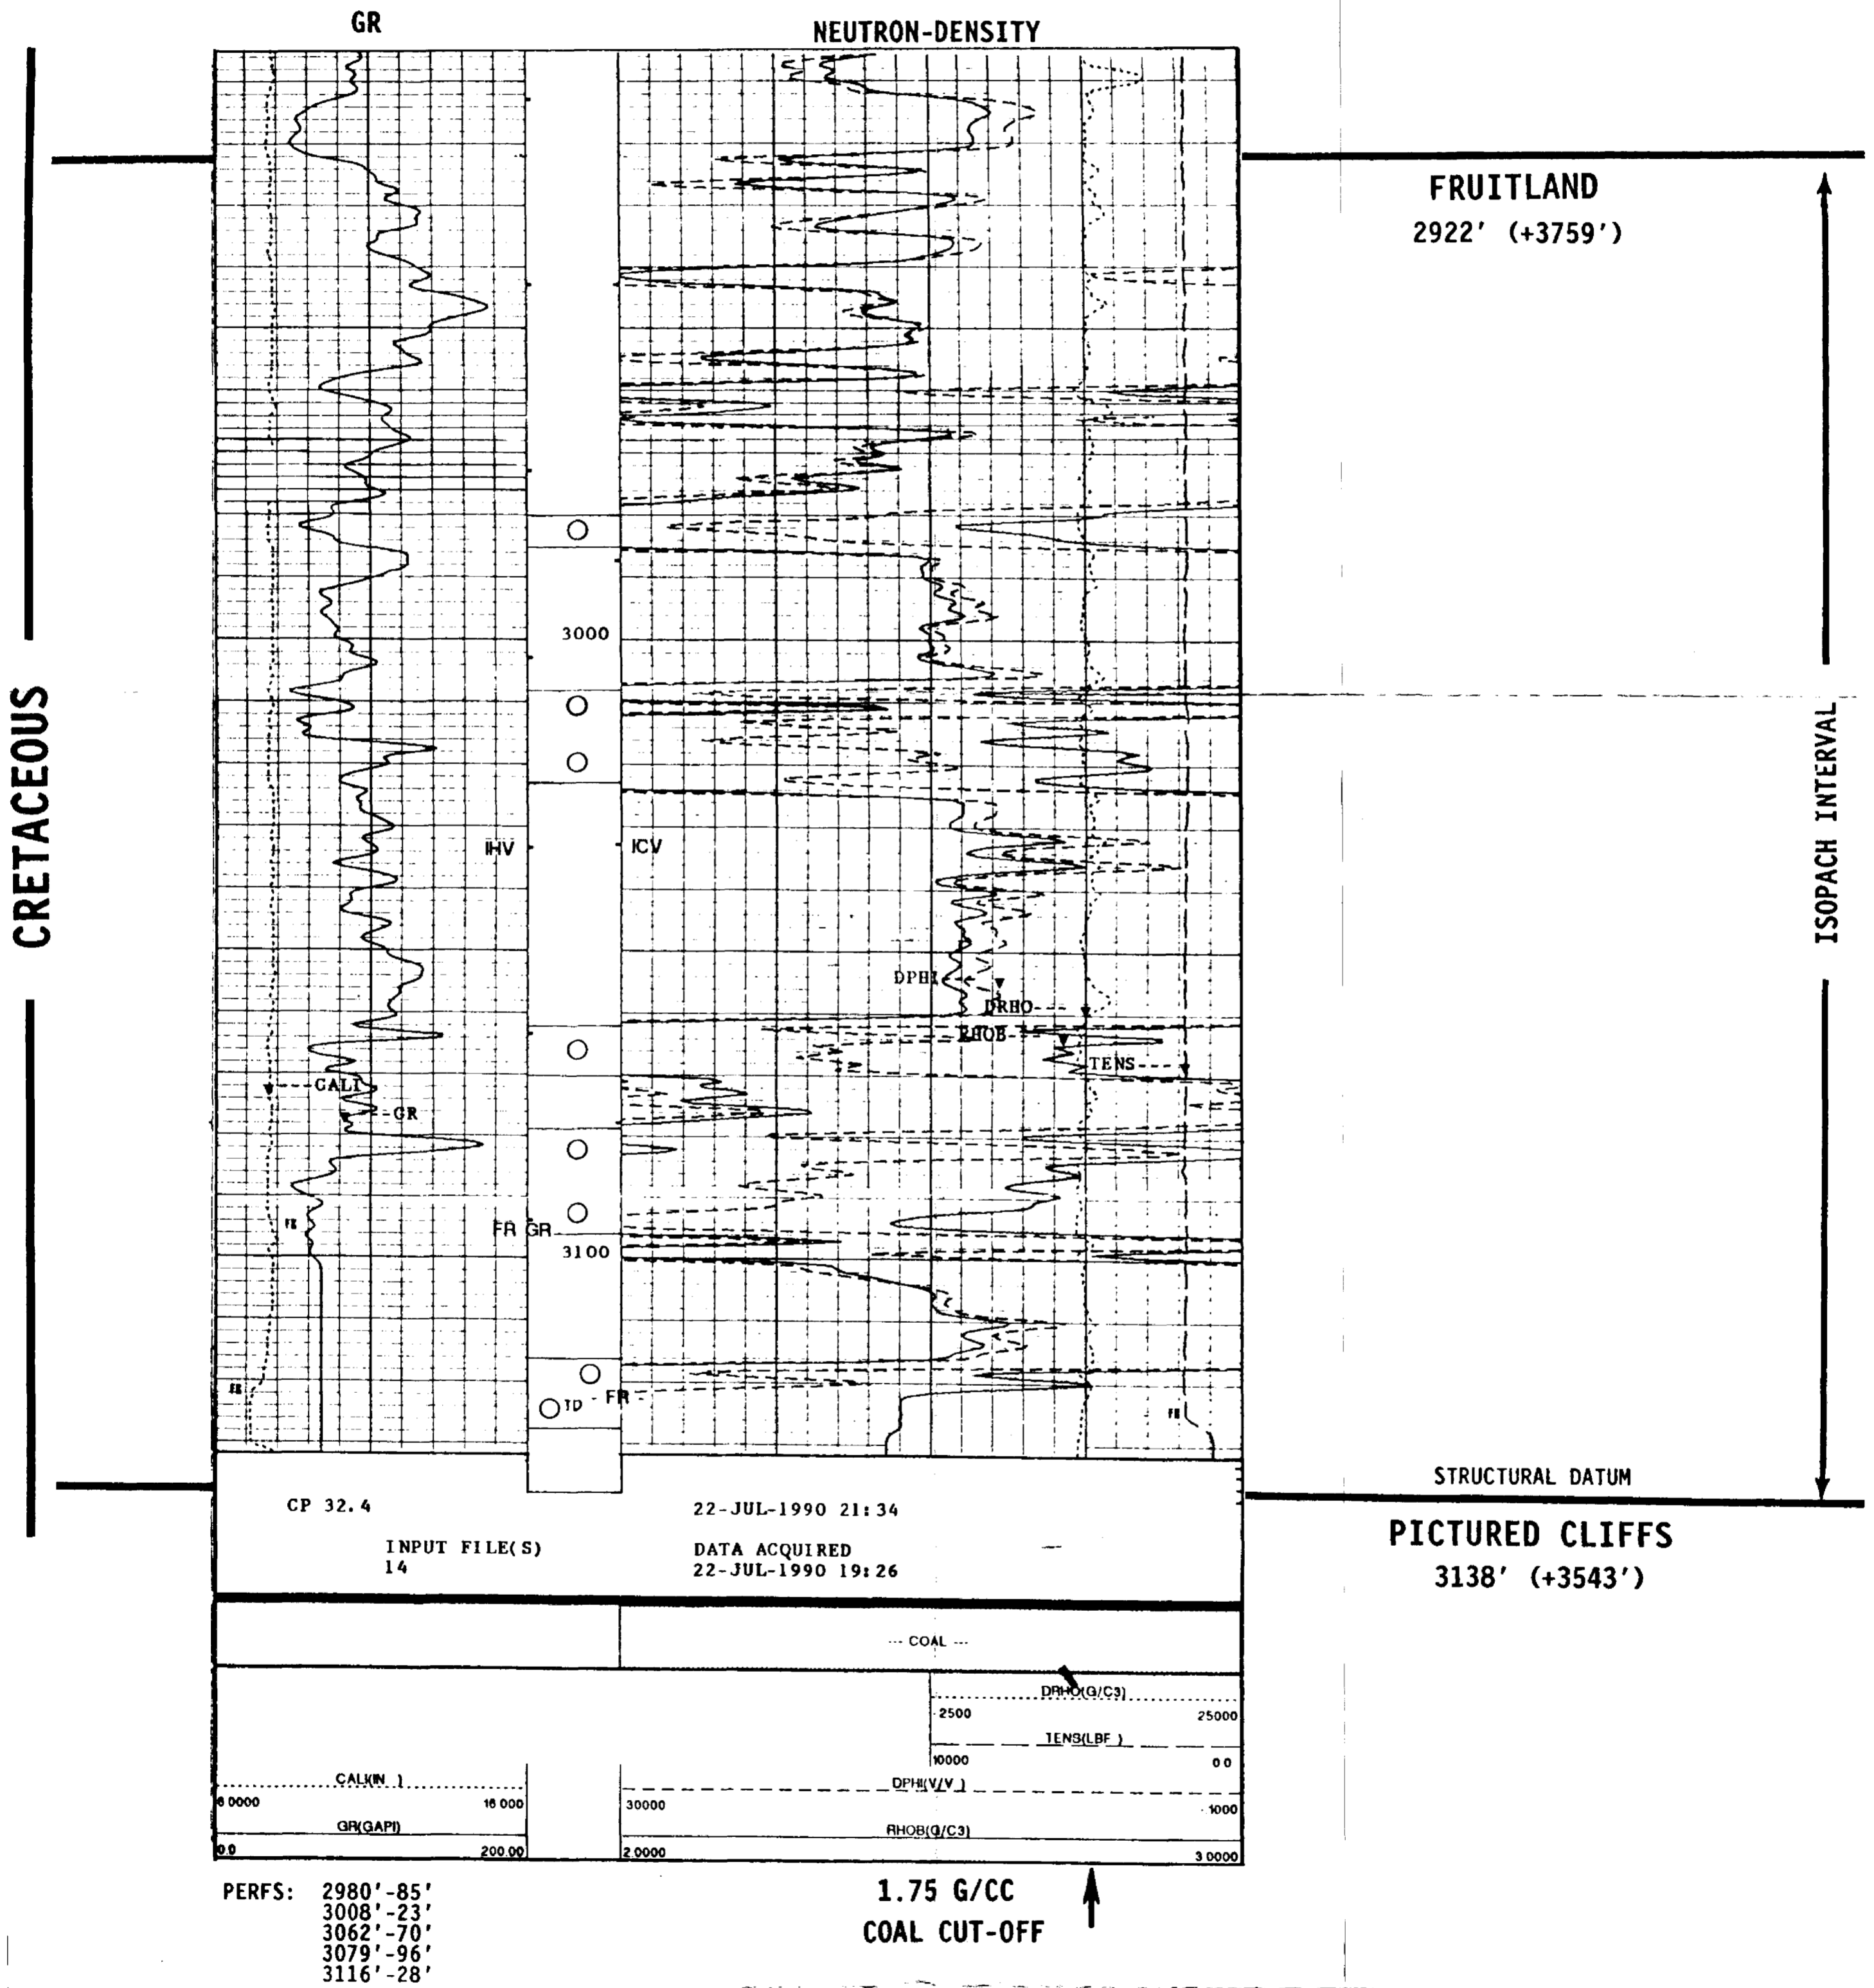 GR
NEUTRON-DENSITY
FRUITLAND
2922' (+3759')
CRETACEOUS
ISOPACH INTERVAL
3000
IHV
ICV
DPHI
DRHO
RHOB
TENS
CALI
GR
FR
FR GR
3100
FR
TD - FR -
FR
STRUCTURAL DATUM
PICTURED CLIFFS
3138' (+3543')
CP 32.4
22-JUL-1990 21:34
INPUT FILE(S)
14
DATA ACQUIRED
22-JUL-1990 19:26
--- COAL ---
DRHO(G/C3)
-.2500
.25000
TENS(LBF )
10000
0 0
CALI(IN )
6 0000
16 000
DPHI(V/V )
30000
- 1000
GR(GAPI)
0.0
200.00
RHOB(G/C3)
2.0000
3 0000
PERFS: 2980'-85'
3008'-23'
3062'-70'
3079'-96'
3116'-28'
1.75 G/CC
COAL CUT-OFF